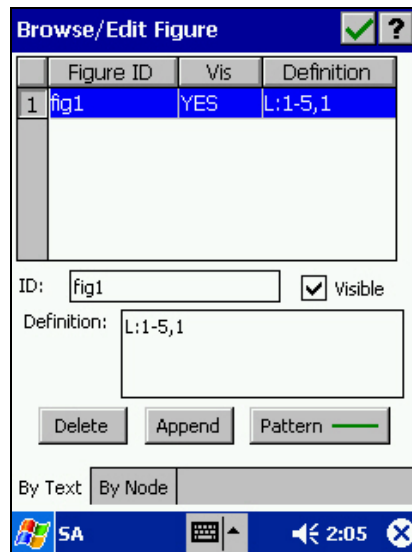 Browse/Edit Figure ?
Figure ID Vis Definition
1 fig1 YES L:1-5,1
ID: fig1 Visible
Definition: L:1-5,1
Delete Append Pattern
By Text By Node
SA 2:05